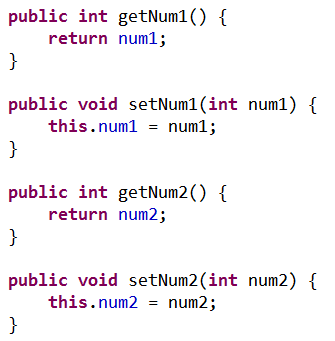 public int getNum1() {
    return num1;
}

public void setNum1(int num1) {
    this.num1 = num1;
}

public int getNum2() {
    return num2;
}

public void setNum2(int num2) {
    this.num2 = num2;
}